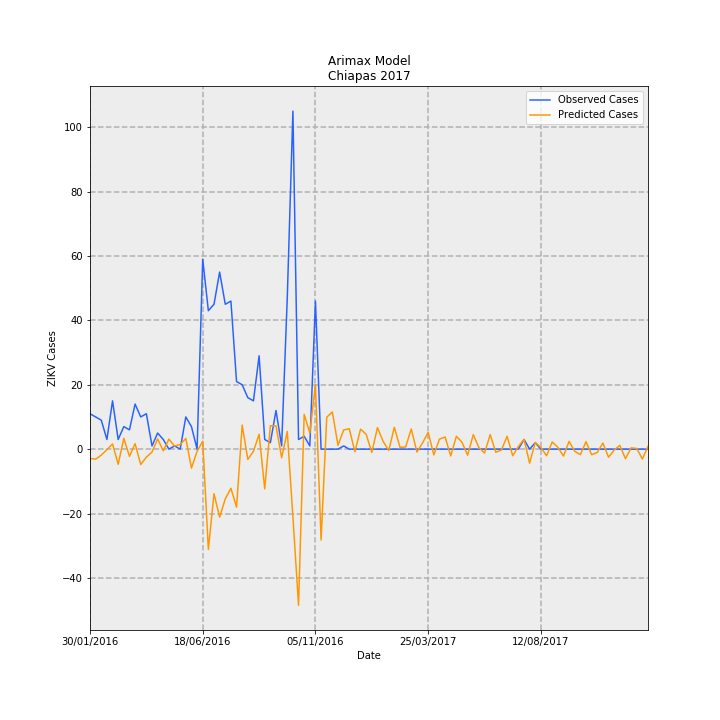 Arimax Model
Chiapas 2017
Observed Cases
Predicted Cases
100
80
60
40
20
0
−20
−40
ZIKV Cases
30/01/2016
18/06/2016
05/11/2016
25/03/2017
12/08/2017
Date